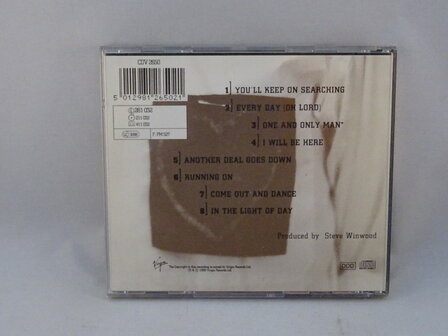 CDV 2650
5 012981 265021
1 YOU'LL KEEP ON SEARCHING
2 EVERY DAY (OH LORD)
3 ONE AND ONLY MAN*
4 I WILL BE HERE
5 ANOTHER DEAL GOES DOWN
6 RUNNING ON
7 COME OUT AND DANCE
8 IN THE LIGHT OF DAY
Produced by Steve Winwood
Virgin
DDD